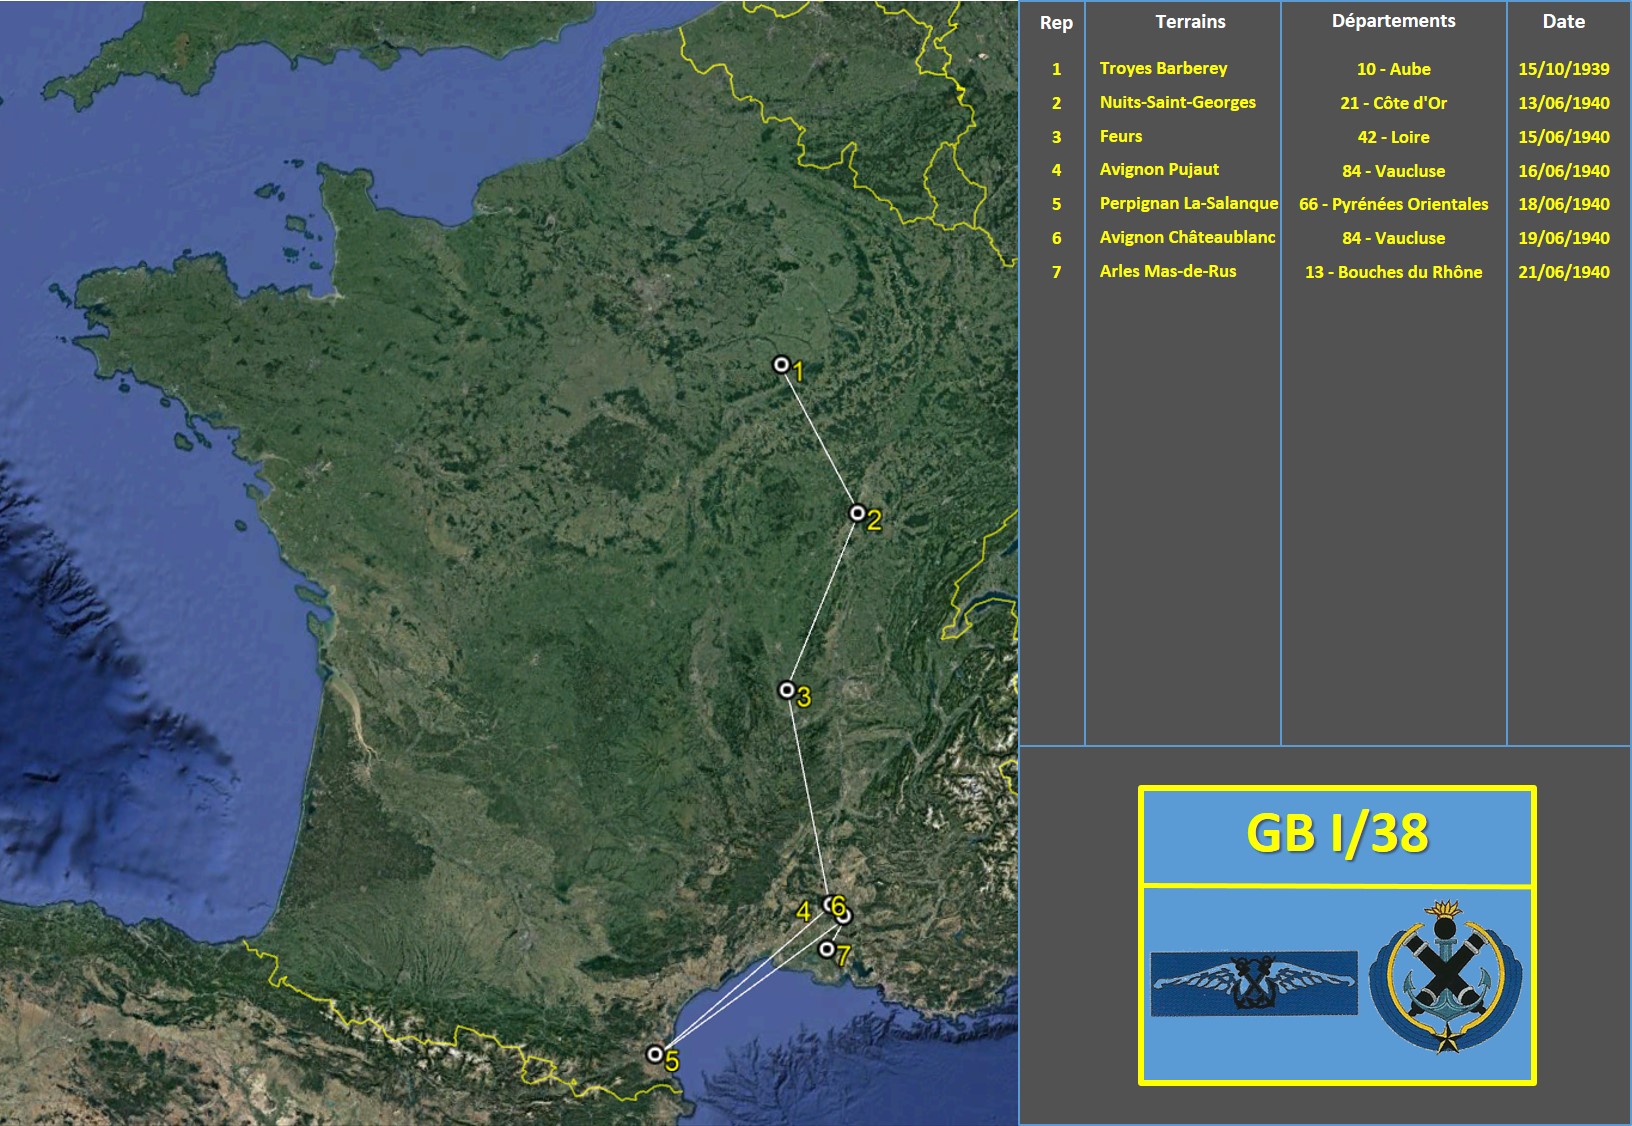 Rep Terrains Départements Date
1 Troyes Barberey 10 - Aube 15/10/1939
2 Nuits-Saint-Georges 21 - Côte d'Or 13/06/1940
3 Feurs 42 - Loire 15/06/1940
4 Avignon Pujaut 84 - Vaucluse 16/06/1940
5 Perpignan La-Salanque 66 - Pyrénées Orientales 18/06/1940
6 Avignon Châteaublanc 84 - Vaucluse 19/06/1940
7 Arles Mas-de-Rus 13 - Bouches du Rhône 21/06/1940
1
2
3
4 6
7
5
GB I/38